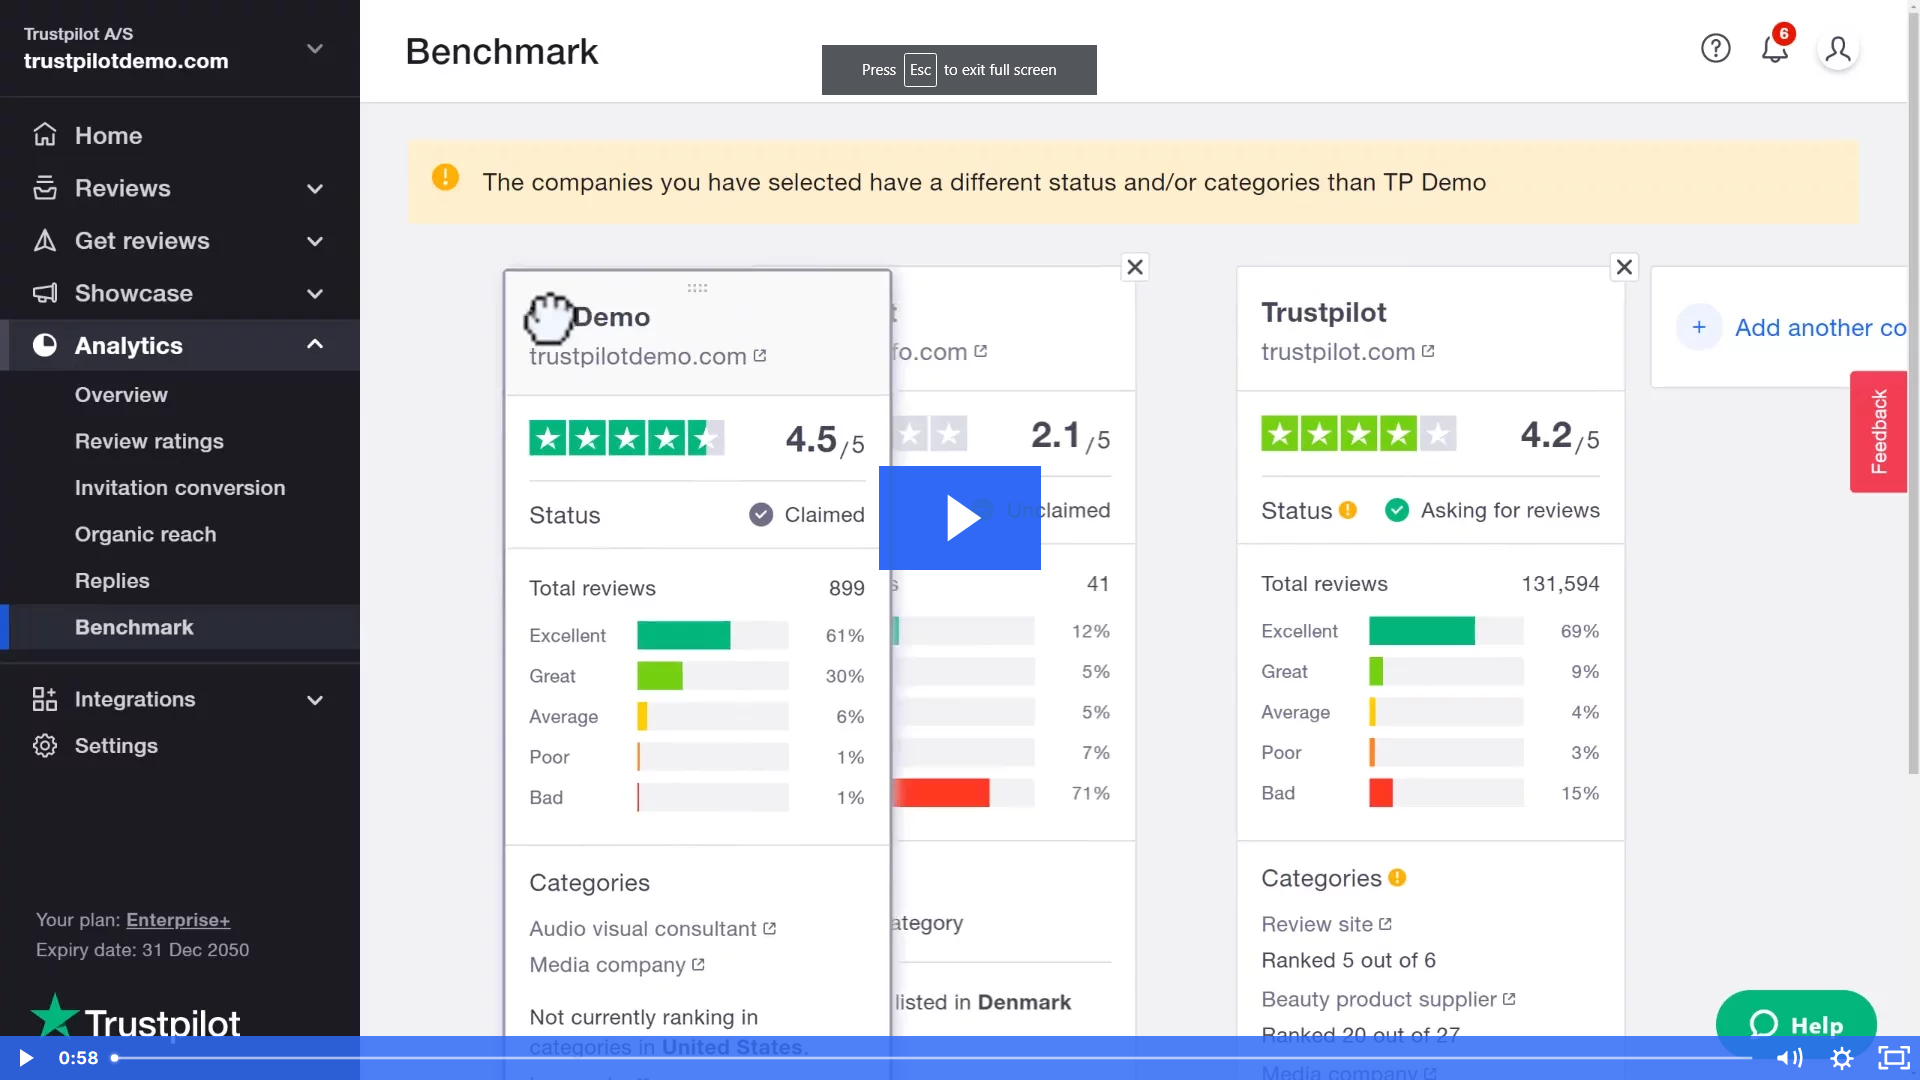 Trustpilot A/S
trustpilotdemo.com
Home
Reviews
Get reviews
Showcase
Analytics
Overview
Review ratings
Invitation conversion
Organic reach
Replies
Benchmark
Integrations
Settings
Your plan: Enterprise+
Expiry date: 31 Dec 2050
Trustpilot
Benchmark
Press Esc to exit full screen
6
The companies you have selected have a different status and/or categories than TP Demo
Demo
trustpilotdemo.com
4.5/5
Status Claimed
Total reviews 899
Excellent 61%
Great 30%
Average 6%
Poor 1%
Bad 1%
Categories
Audio visual consultant
Media company
Not currently ranking in
categories in United States.
t
fo.com
2.1/5
Unclaimed
s 41
12%
5%
5%
7%
71%
ategory
listed in Denmark
Trustpilot
trustpilot.com
4.2/5
Status Asking for reviews
Total reviews 131,594
Excellent 69%
Great 9%
Average 4%
Poor 3%
Bad 15%
Categories
Review site
Ranked 5 out of 6
Beauty product supplier
Ranked 20 out of 27
Media company
+ Add another co
Feedback
Help
0:58